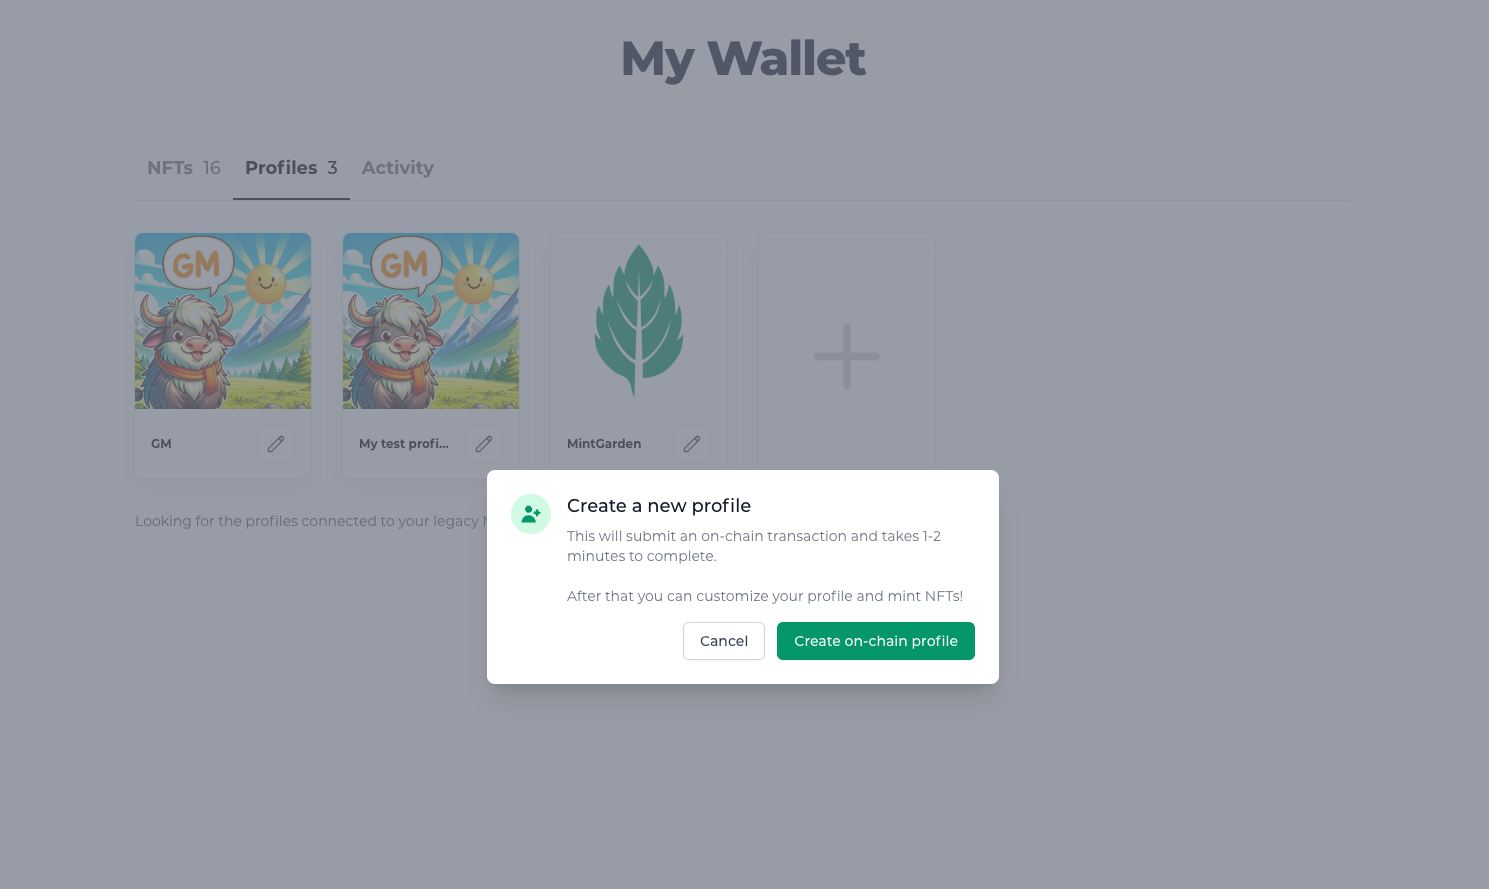 My Wallet
NFTs 16 Profiles 3 Activity
GM
GM
GM
My test profi...
MintGarden
Looking for the profiles connected to your legacy
Create a new profile
This will submit an on-chain transaction and takes 1-2
minutes to complete.
After that you can customize your profile and mint NFTs!
Cancel
Create on-chain profile